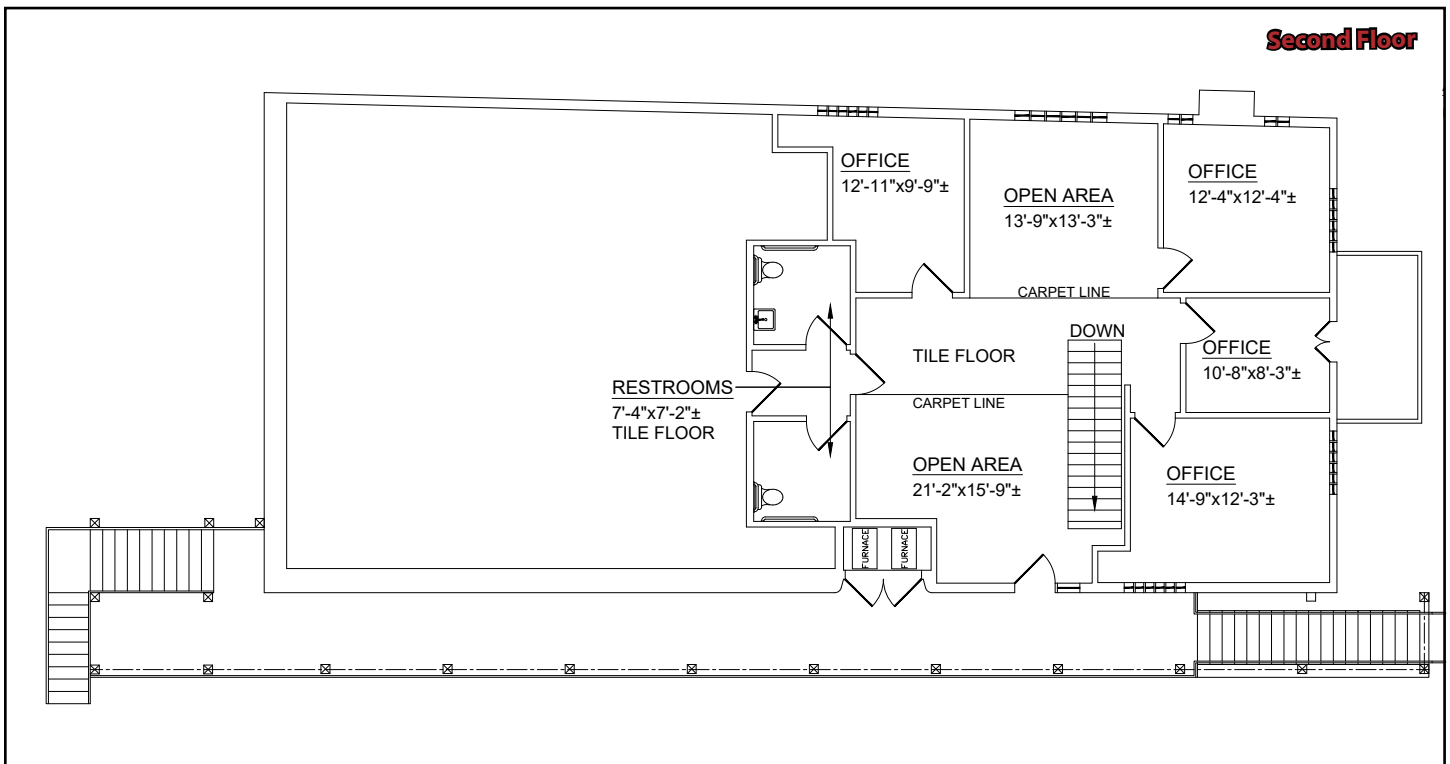 Second Floor
OFFICE
12'-11"x9'-9"±
OPEN AREA
13'-9"x13'-3"±
OFFICE
12'-4"x12'-4"±
CARPET LINE
DOWN
TILE FLOOR
OFFICE
10'-8"x8'-3"±
RESTROOMS
7'-4"x7'-2"±
TILE FLOOR
CARPET LINE
OPEN AREA
21'-2"x15'-9"±
OFFICE
14'-9"x12'-3"±
FURNACE
FURNACE